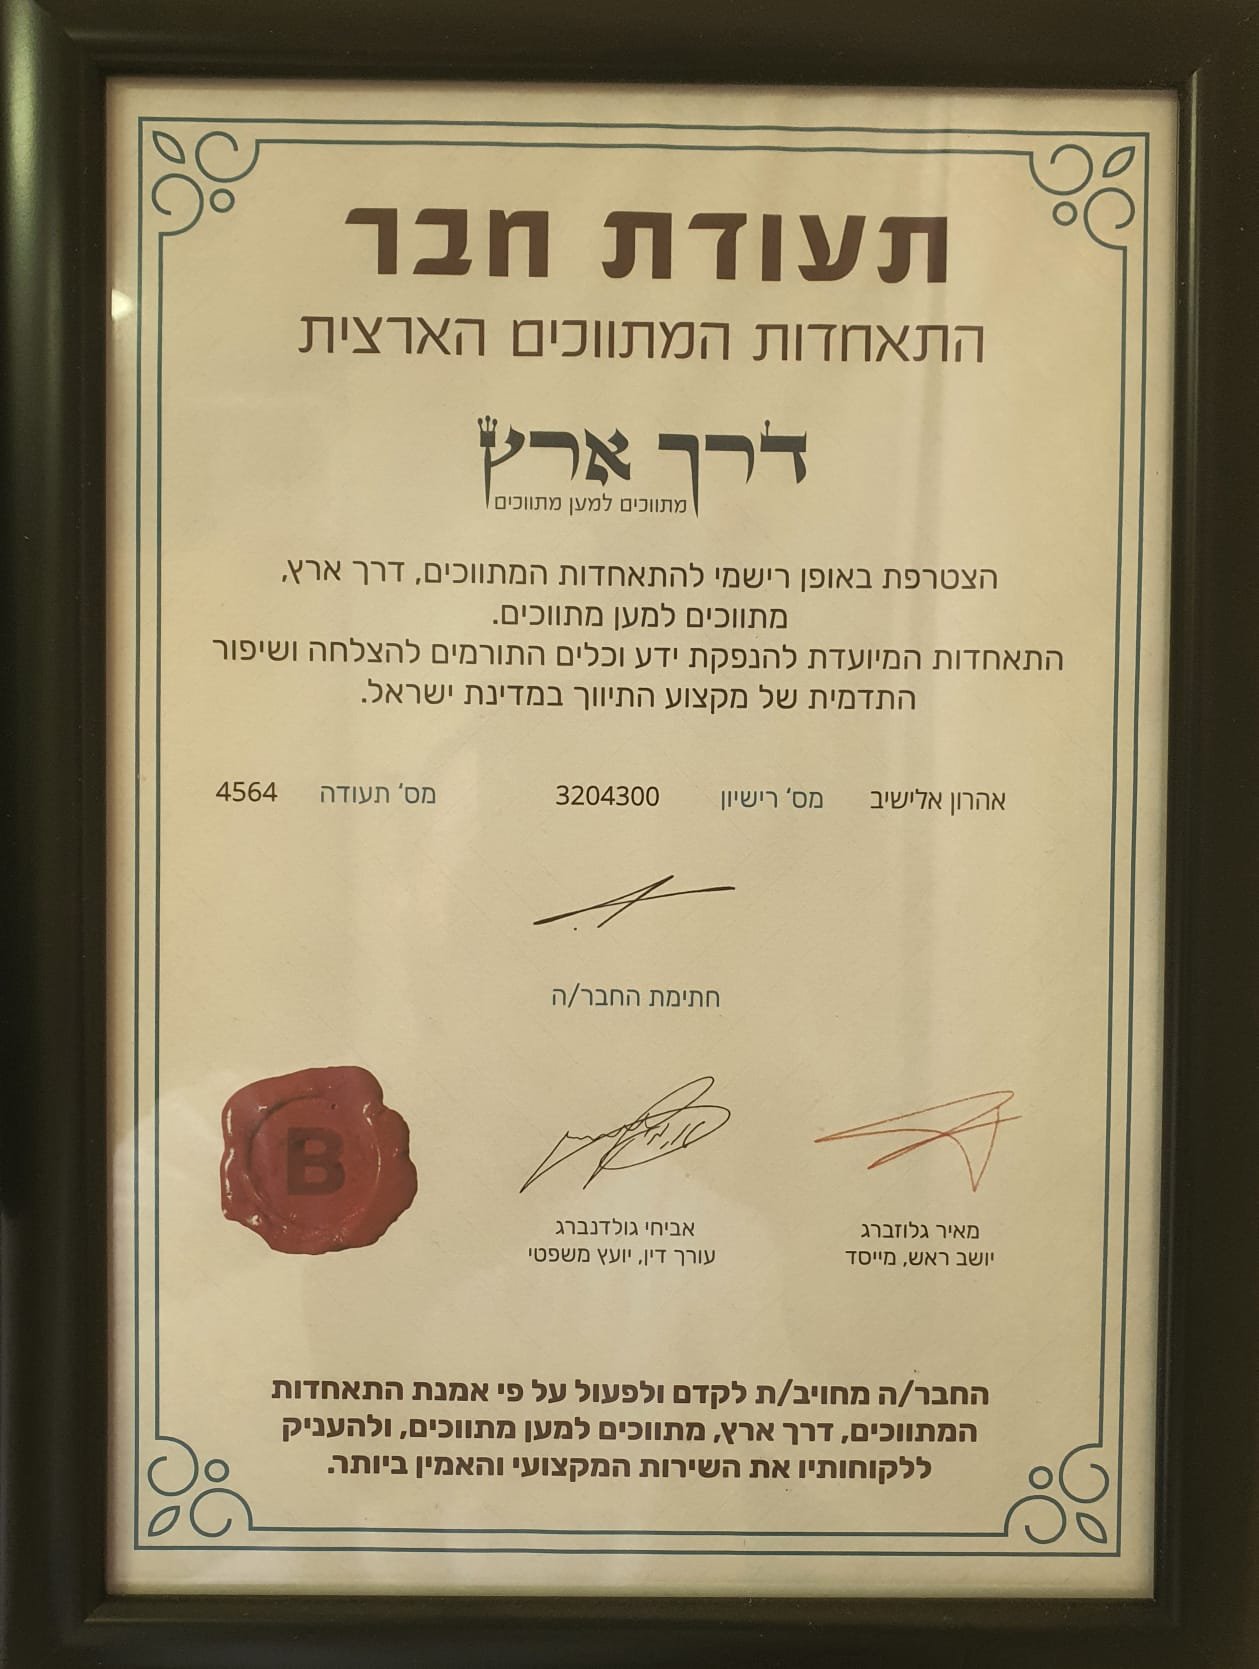 תעודת חבר
התאחדות המתווכים הארצית
דרך ארץ
מתווכים למען מתווכים
הצטרפת באופן רישמי להתאחדות המתווכים, דרך ארץ,
מתווכים למען מתווכים.
התאחדות המיועדת להנפקת ידע וכלים התורמים להצלחה ושיפור
התדמית של מקצוע התיווך במדינת ישראל.
אהרון אלישיב מס' רישיון 3204300 מס' תעודה 4564
חתימת החבר/ה
מאיר גלוזברג
יושב ראש, מייסד
אביחי גולדנברג
עורך דין, יועץ משפטי
B
החבר/ה מחויב/ת לקדם ולפעול על פי אמנת התאחדות
המתווכים, דרך ארץ, מתווכים למען מתווכים, ולהעניק
ללקוחותיו את השירות המקצועי והאמין ביותר.